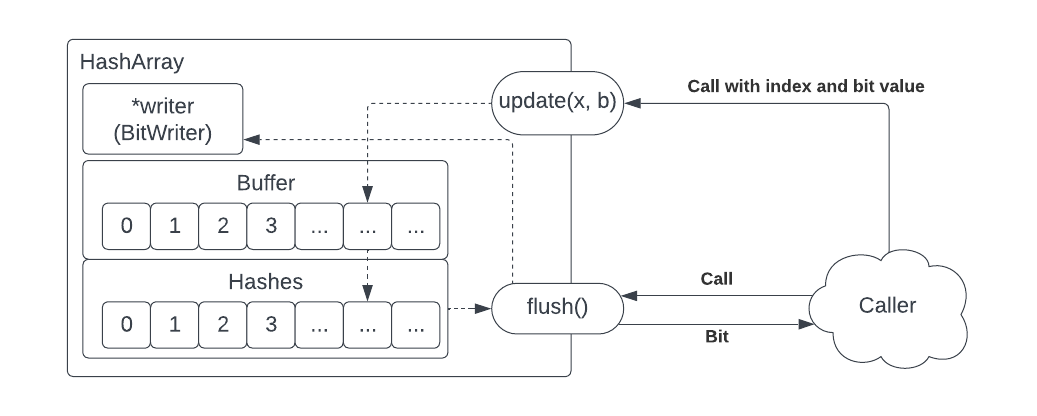 HashArray
*writer
(BitWriter)
update(x, b)
Call with index and bit value
Buffer
0 1 2 3 ... ... ...
Hashes
0 1 2 3 ... ... ...
flush()
Call
Bit
Caller